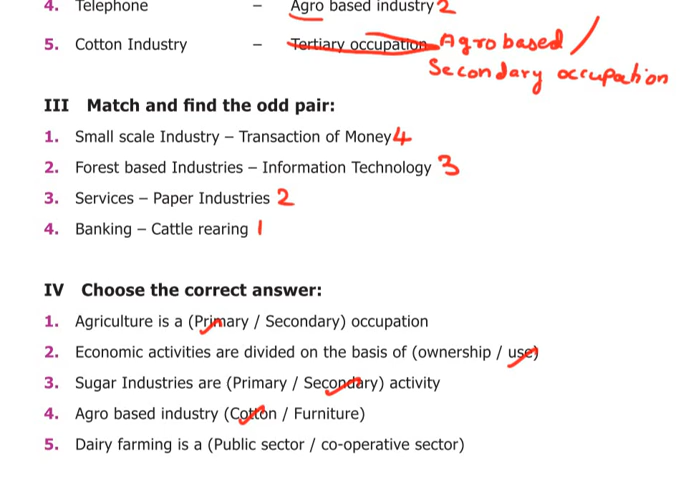 4. Telephone – Agro based industry 2
5. Cotton Industry – Tertiary occupation Agro based /
Secondary occupation
III Match and find the odd pair:
1. Small scale Industry – Transaction of Money 4
2. Forest based Industries – Information Technology 3
3. Services – Paper Industries 2
4. Banking – Cattle rearing 1
IV Choose the correct answer:
1. Agriculture is a (Primary / Secondary) occupation
2. Economic activities are divided on the basis of (ownership / use)
3. Sugar Industries are (Primary / Secondary) activity
4. Agro based industry (Cotton / Furniture)
5. Dairy farming is a (Public sector / co-operative sector)